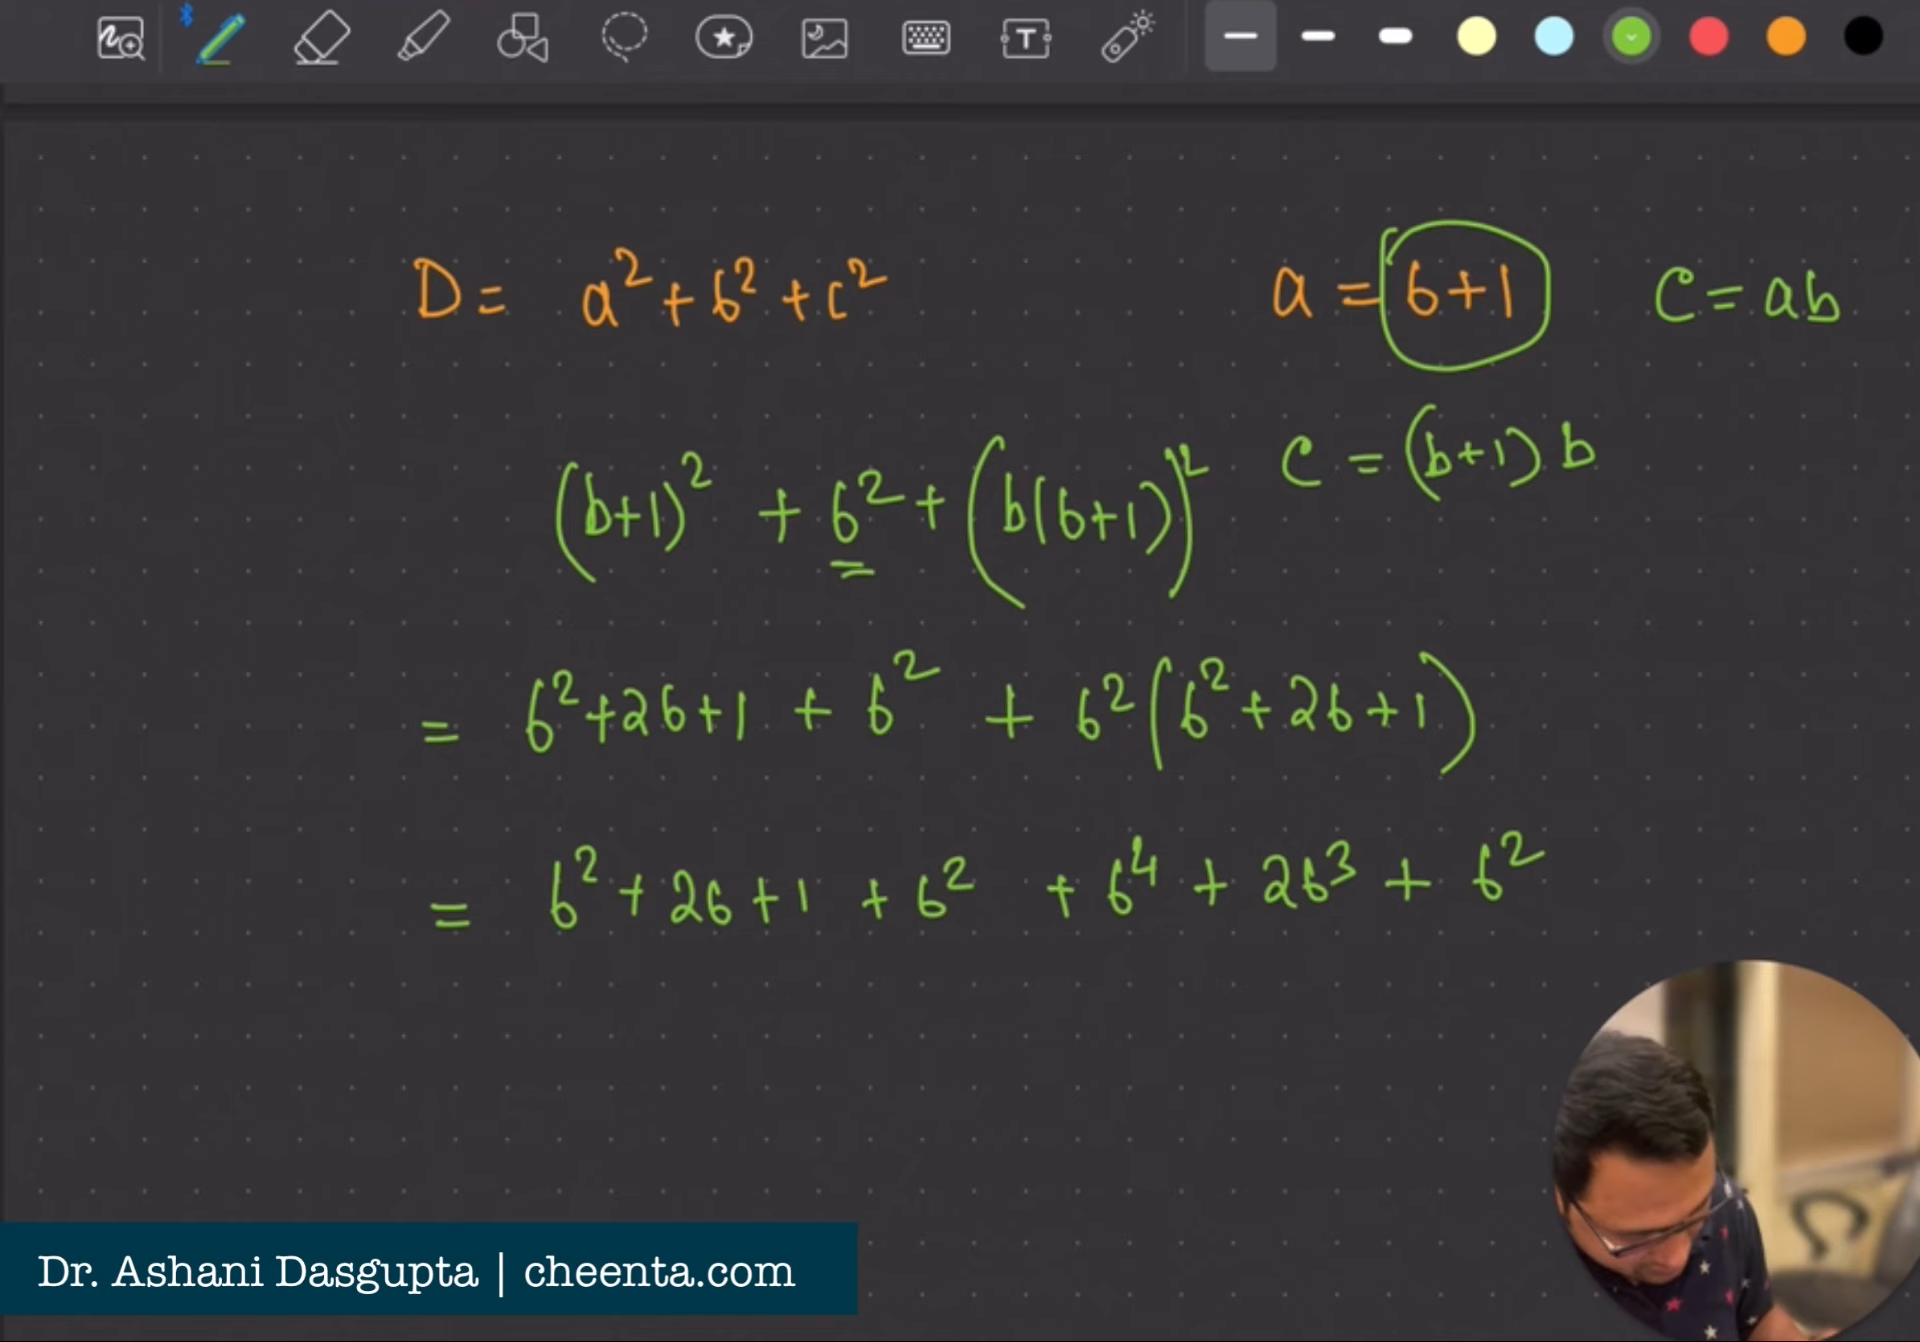 D = a² + b² + c² a = b+1 C = ab
(b+1)² + b² + (b(b+1))² C = (b+1) b
= b² + 2b + 1 + b² + b² (b² + 2b + 1)
= b² + 2b + 1 + b² + b⁴ + 2b³ + b²
Dr. Ashani Dasgupta | cheenta.com